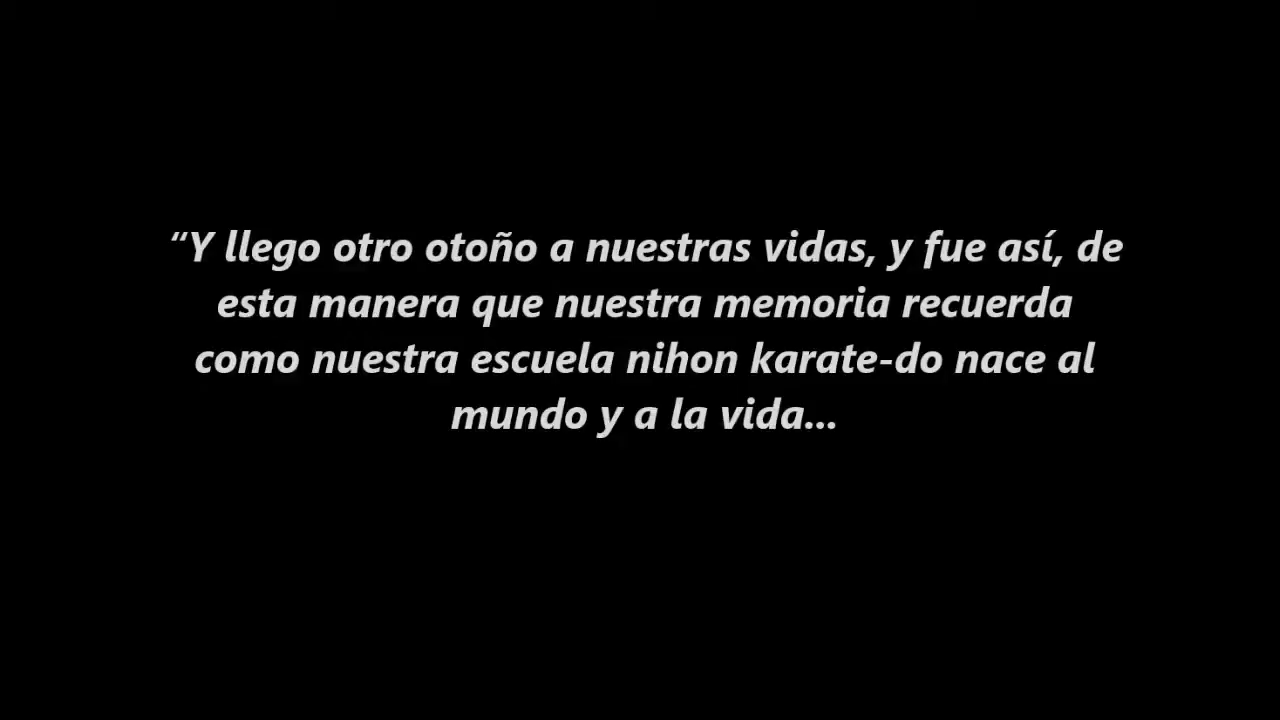 “Y llego otro otoño a nuestras vidas, y fue así, de
esta manera que nuestra memoria recuerda
como nuestra escuela nihon karate-do nace al
mundo y a la vida...